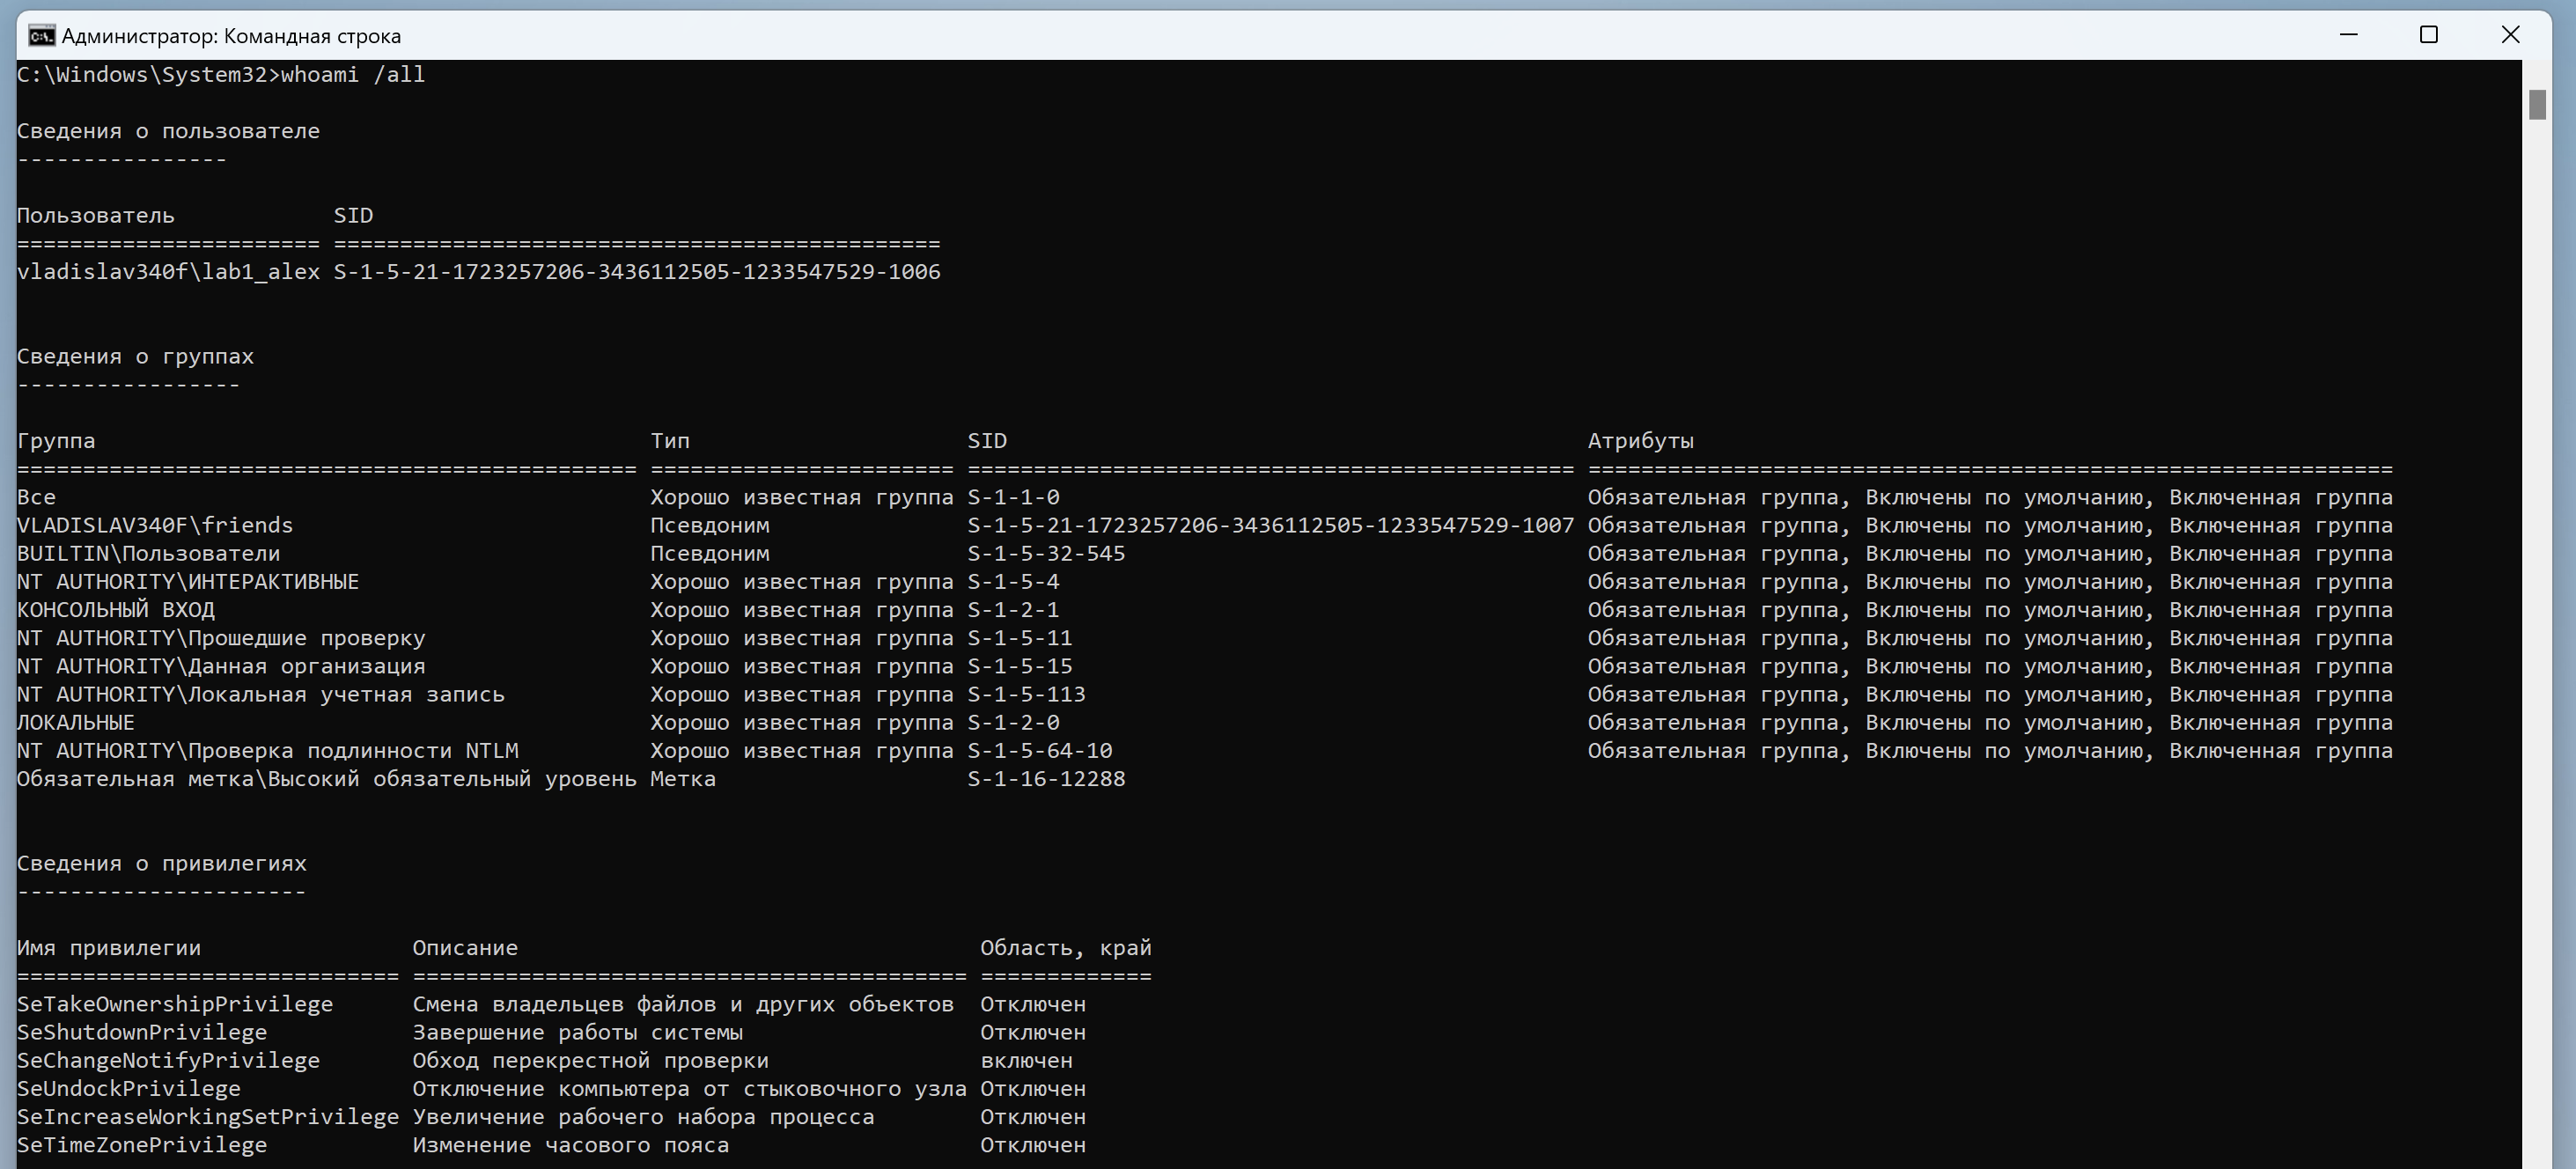 Администратор: Командная строка
C:\Windows\System32>whoami /all
Сведения о пользователе
----------------
Пользователь            SID
======================= ==============================================
vladislav340f\lab1_alex S-1-5-21-1723257206-3436112505-1233547529-1006
Сведения о группах
-----------------
Группа                                          Тип                     SID                                            Атрибуты
=============================================== ======================= ============================================== =============================================================
Все                                             Хорошо известная группа S-1-1-0                                        Обязательная группа, Включены по умолчанию, Включенная группа
VLADISLAV340F\friends                           Псевдоним               S-1-5-21-1723257206-3436112505-1233547529-1007 Обязательная группа, Включены по умолчанию, Включенная группа
BUILTIN\Пользователи                            Псевдоним               S-1-5-32-545                                   Обязательная группа, Включены по умолчанию, Включенная группа
NT AUTHORITY\ИНТЕРАКТИВНЫЕ                      Хорошо известная группа S-1-5-4                                        Обязательная группа, Включены по умолчанию, Включенная группа
КОНСОЛЬНЫЙ ВХОД                                 Хорошо известная группа S-1-2-1                                        Обязательная группа, Включены по умолчанию, Включенная группа
NT AUTHORITY\Прошедшие проверку                 Хорошо известная группа S-1-5-11                                       Обязательная группа, Включены по умолчанию, Включенная группа
NT AUTHORITY\Данная организация                 Хорошо известная группа S-1-5-15                                       Обязательная группа, Включены по умолчанию, Включенная группа
NT AUTHORITY\Локальная учетная запись           Хорошо известная группа S-1-5-113                                      Обязательная группа, Включены по умолчанию, Включенная группа
ЛОКАЛЬНЫЕ                                       Хорошо известная группа S-1-2-0                                        Обязательная группа, Включены по умолчанию, Включенная группа
NT AUTHORITY\Проверка подлинности NTLM          Хорошо известная группа S-1-5-64-10                                    Обязательная группа, Включены по умолчанию, Включенная группа
Обязательная метка\Высокий обязательный уровень Метка                   S-1-16-12288
Сведения о привилегиях
----------------------
Имя привилегии                Описание                                   Область, край
============================= ========================================== =============
SeTakeOwnershipPrivilege      Смена владельцев файлов и других объектов  Отключен
SeShutdownPrivilege           Завершение работы системы                  Отключен
SeChangeNotifyPrivilege       Обход перекрестной проверки                включен
SeUndockPrivilege             Отключение компьютера от стыковочного узла Отключен
SeIncreaseWorkingSetPrivilege Увеличение рабочего набора процесса        Отключен
SeTimeZonePrivilege           Изменение часового пояса                   Отключен